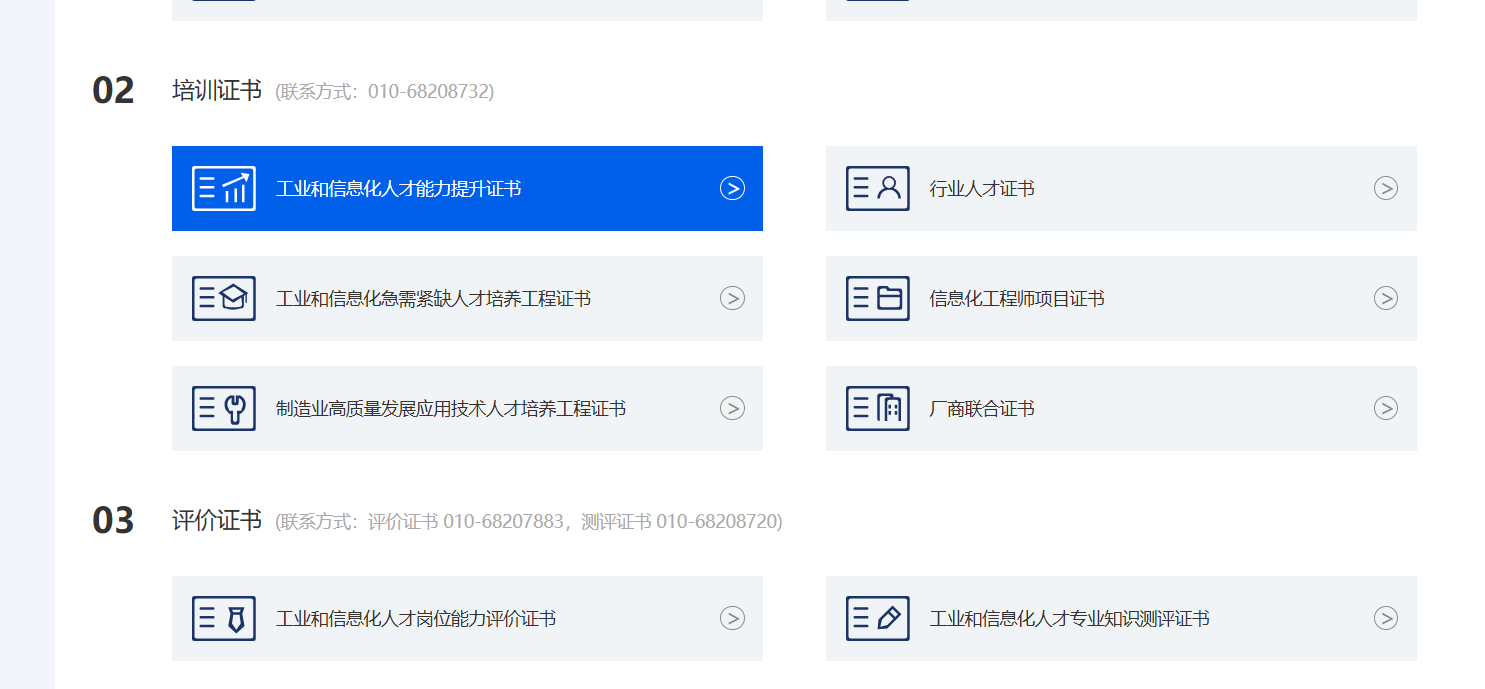 02 培训证书 (联系方式：010-68208732)
工业和信息化人才能力提升证书
行业人才证书
工业和信息化急需紧缺人才培养工程证书
信息化工程师项目证书
制造业高质量发展应用技术人才培养工程证书
厂商联合证书
03 评价证书 (联系方式：评价证书 010-68207883，测评证书 010-68208720)
工业和信息化人才岗位能力评价证书
工业和信息化人才专业知识测评证书